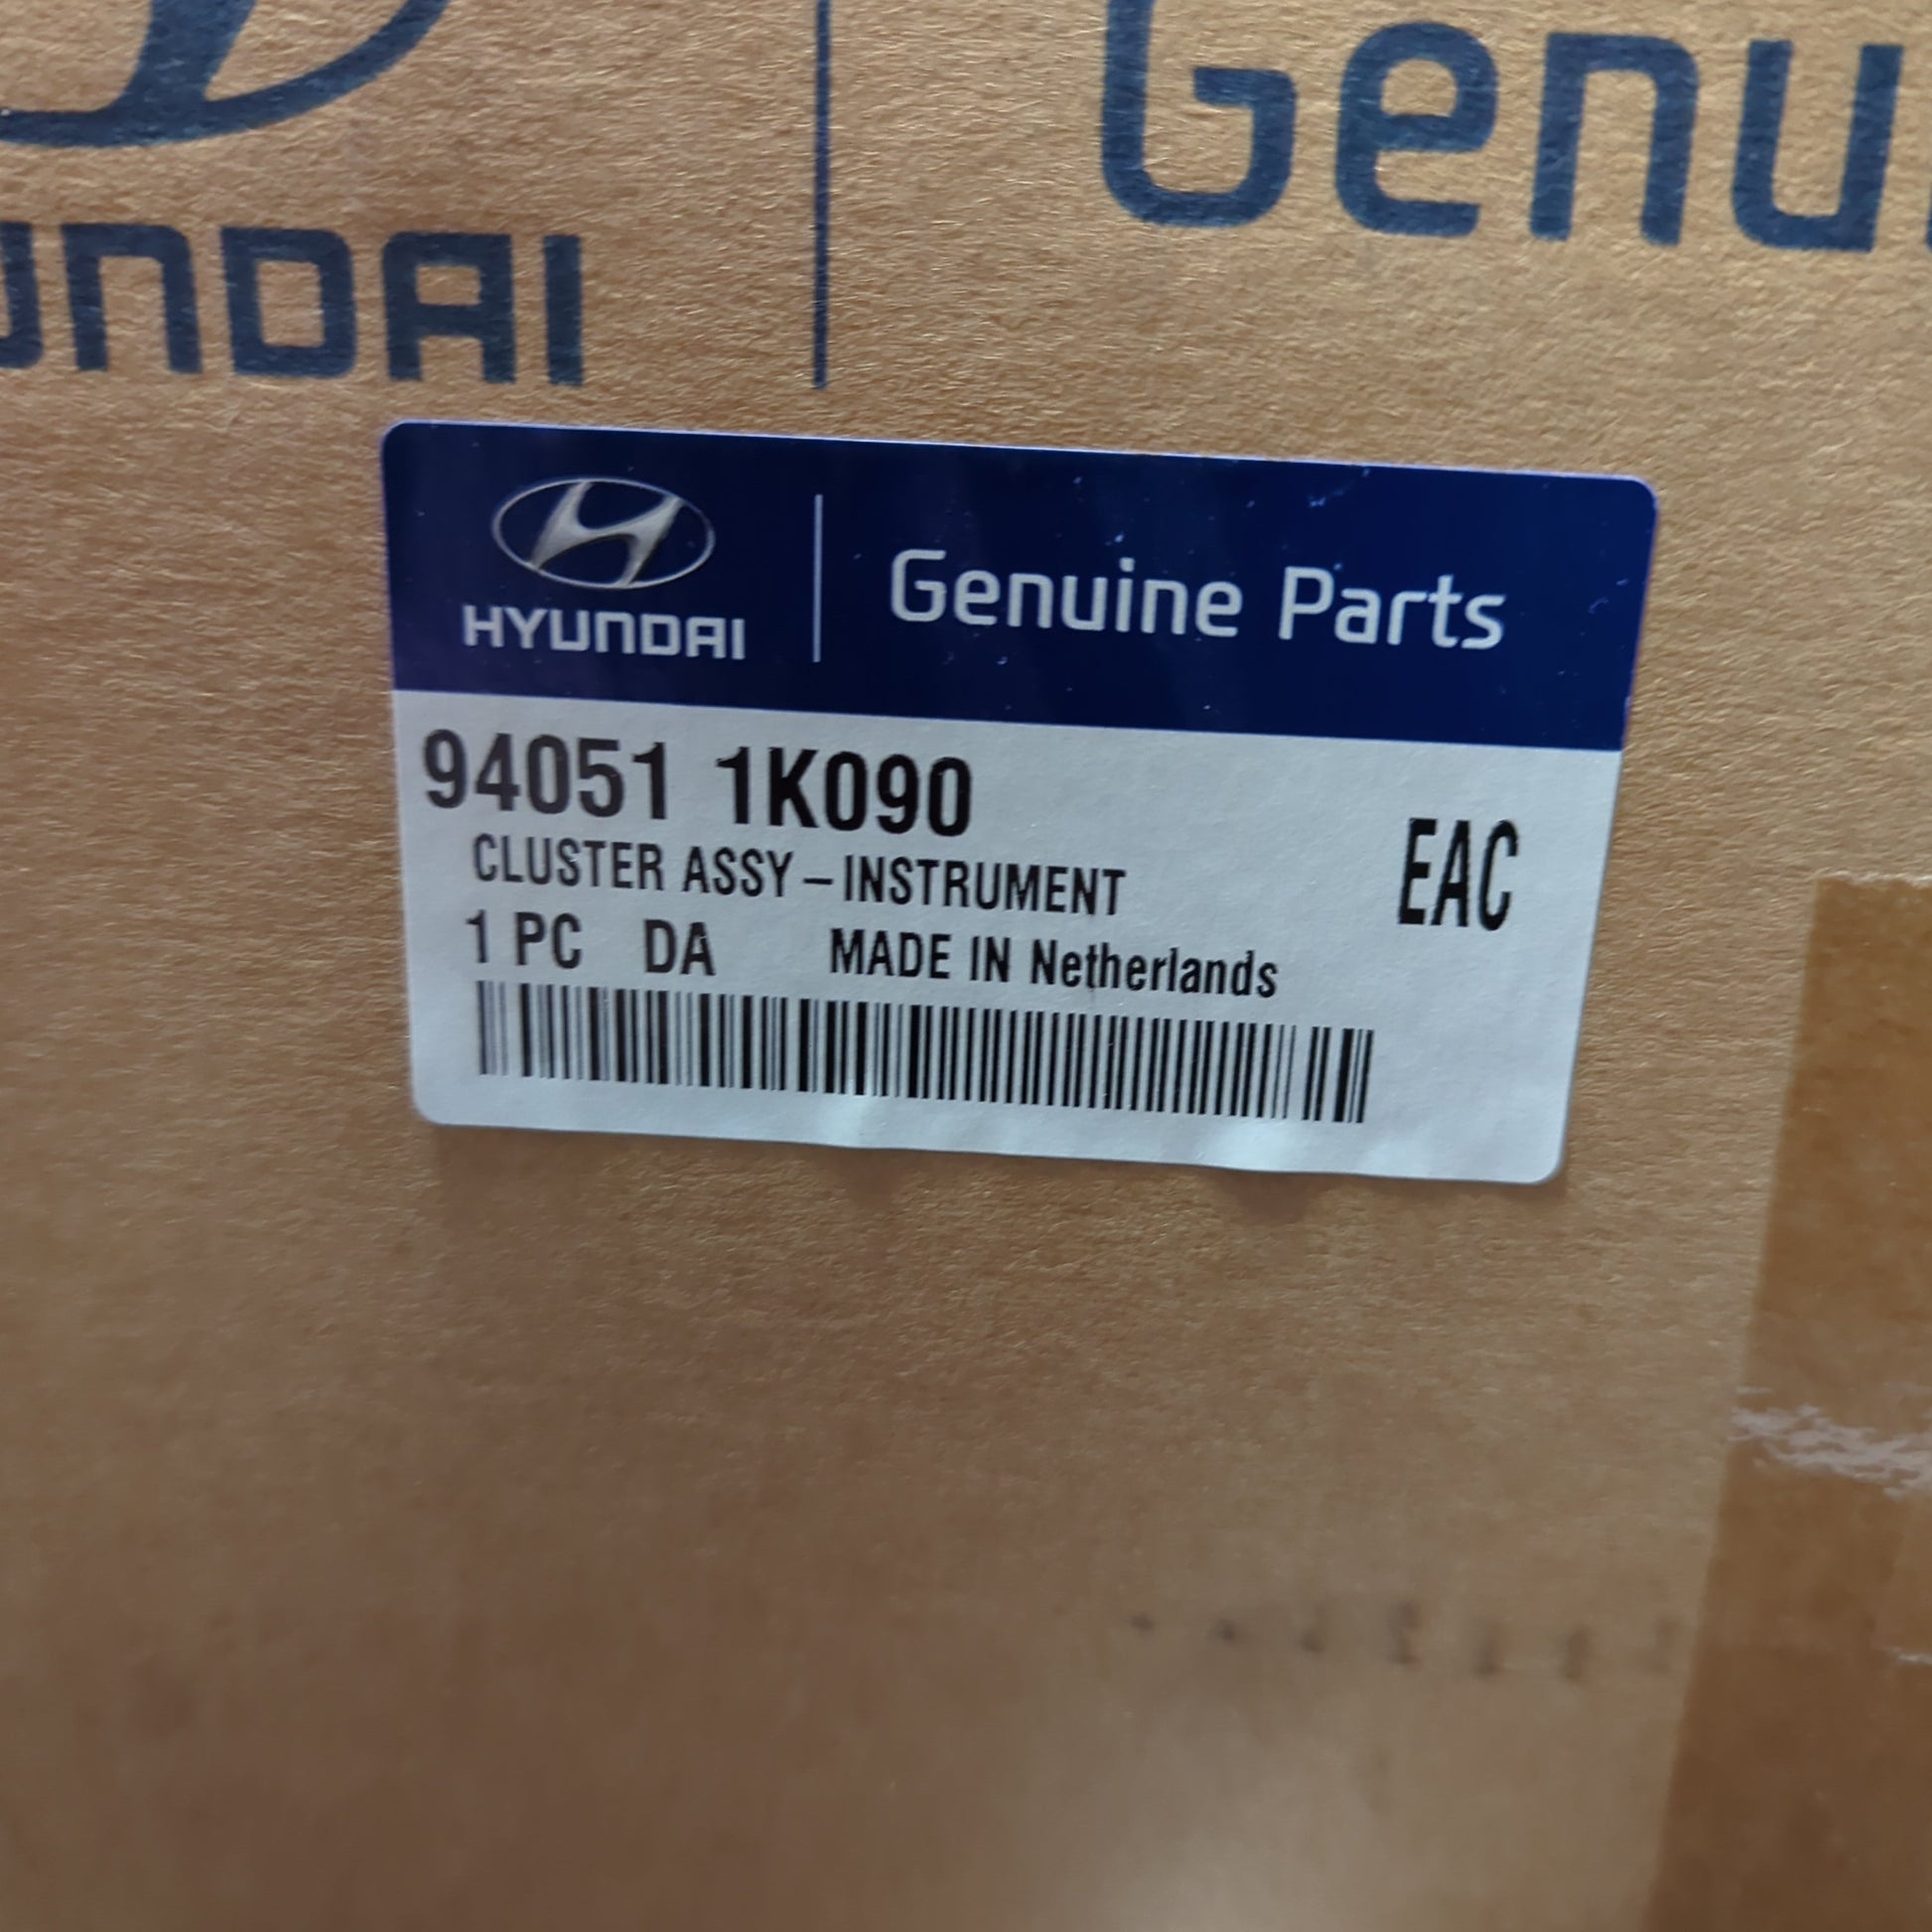 UNDAI
Genu
HYUNDAI
Genuine Parts
94051 1K090
CLUSTER ASSY-INSTRUMENT
EAC
1 PC DA MADE IN Netherlands